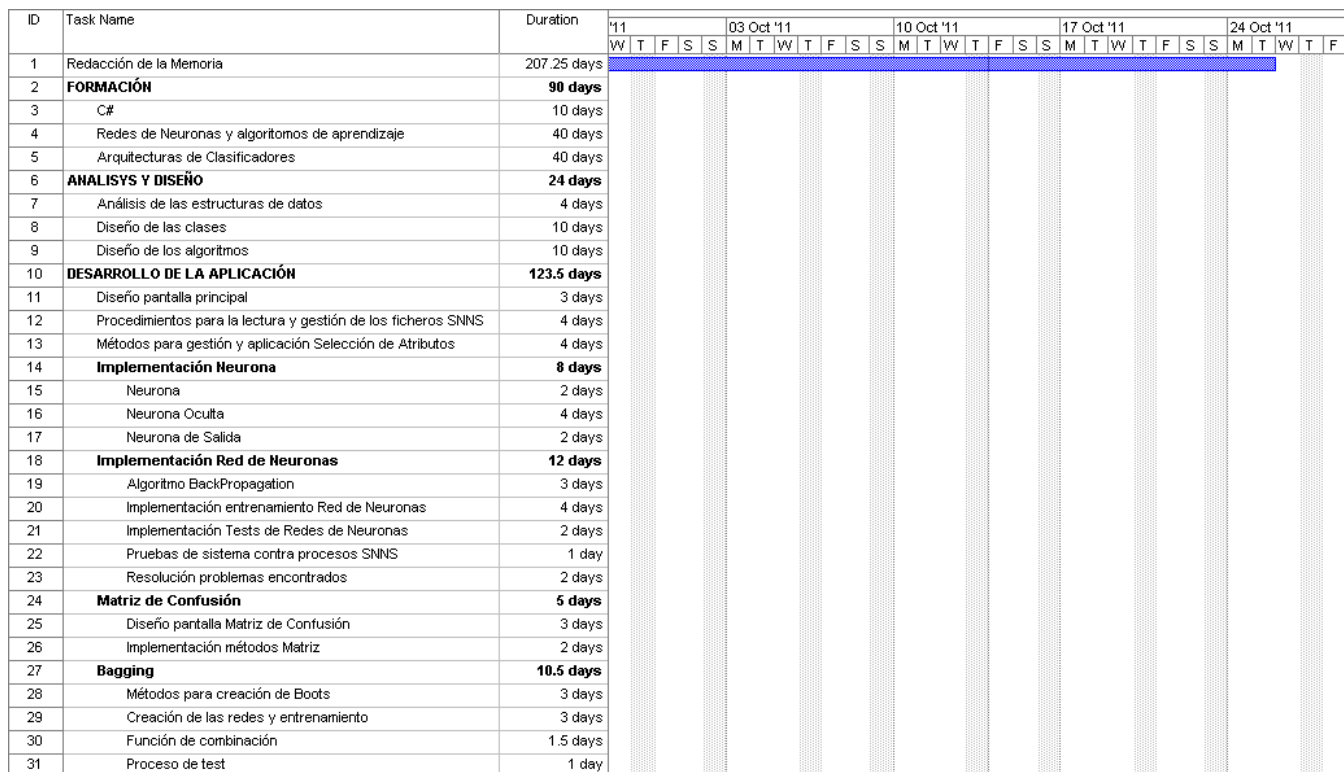 ID Task Name Duration '11 03 Oct '11 10 Oct '11 17 Oct '11 24 Oct '11
W T F S S M T W T F S S M T W T F S S M T W T F S S M T W T F
1 Redacción de la Memoria 207.25 days
2 FORMACIÓN 90 days
3 C# 10 days
4 Redes de Neuronas y algoritomos de aprendizaje 40 days
5 Arquitecturas de Clasificadores 40 days
6 ANALISYS Y DISEÑO 24 days
7 Análisis de las estructuras de datos 4 days
8 Diseño de las clases 10 days
9 Diseño de los algoritmos 10 days
10 DESARROLLO DE LA APLICACIÓN 123.5 days
11 Diseño pantalla principal 3 days
12 Procedimientos para la lectura y gestión de los ficheros SNNS 4 days
13 Métodos para gestión y aplicación Selección de Atributos 4 days
14 Implementación Neurona 8 days
15 Neurona 2 days
16 Neurona Oculta 4 days
17 Neurona de Salida 2 days
18 Implementación Red de Neuronas 12 days
19 Algoritmo BackPropagation 3 days
20 Implementación entrenamiento Red de Neuronas 4 days
21 Implementación Tests de Redes de Neuronas 2 days
22 Pruebas de sistema contra procesos SNNS 1 day
23 Resolución problemas encontrados 2 days
24 Matriz de Confusión 5 days
25 Diseño pantalla Matriz de Confusión 3 days
26 Implementación métodos Matriz 2 days
27 Bagging 10.5 days
28 Métodos para creación de Boots 3 days
29 Creación de las redes y entrenamiento 3 days
30 Función de combinación 1.5 days
31 Proceso de test 1 day